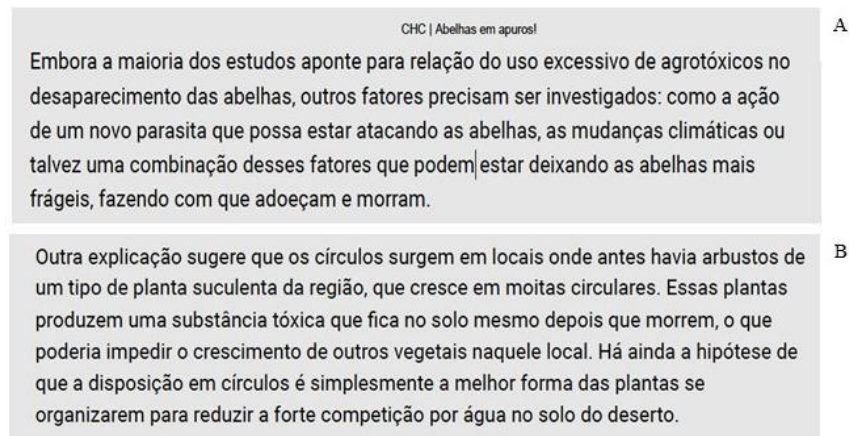 CHC | Abelhas em apuros!
A
Embora a maioria dos estudos aponte para relação do uso excessivo de agrotóxicos no
desaparecimento das abelhas, outros fatores precisam ser investigados: como a ação
de um novo parasita que possa estar atacando as abelhas, as mudanças climáticas ou
talvez uma combinação desses fatores que podem estar deixando as abelhas mais
frágeis, fazendo com que adoeçam e morram.
B
Outra explicação sugere que os círculos surgem em locais onde antes havia arbustos de
um tipo de planta suculenta da região, que cresce em moitas circulares. Essas plantas
produzem uma substância tóxica que fica no solo mesmo depois que morrem, o que
poderia impedir o crescimento de outros vegetais naquele local. Há ainda a hipótese de
que a disposição em círculos é simplesmente a melhor forma das plantas se
organizarem para reduzir a forte competição por água no solo do deserto.